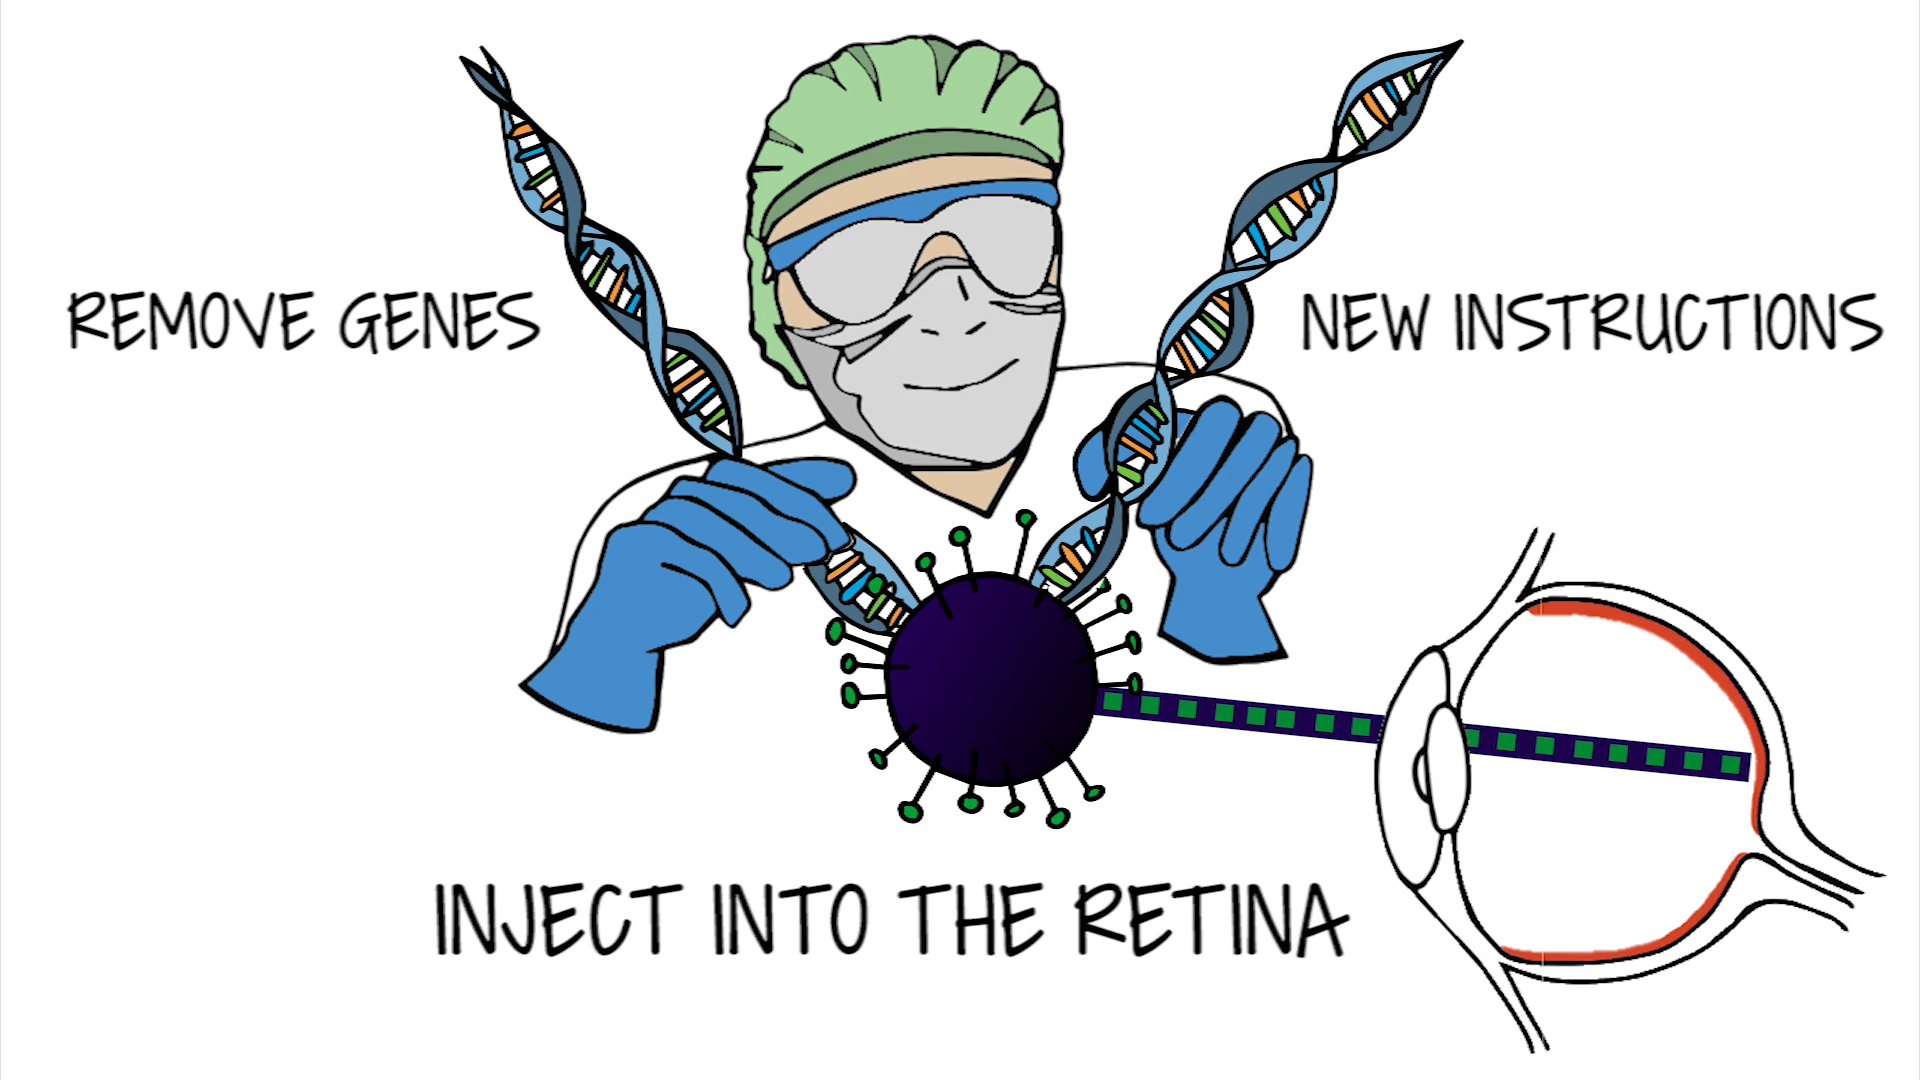 REMOVE GENES
NEW INSTRUCTIONS
INJECT INTO THE RETINA